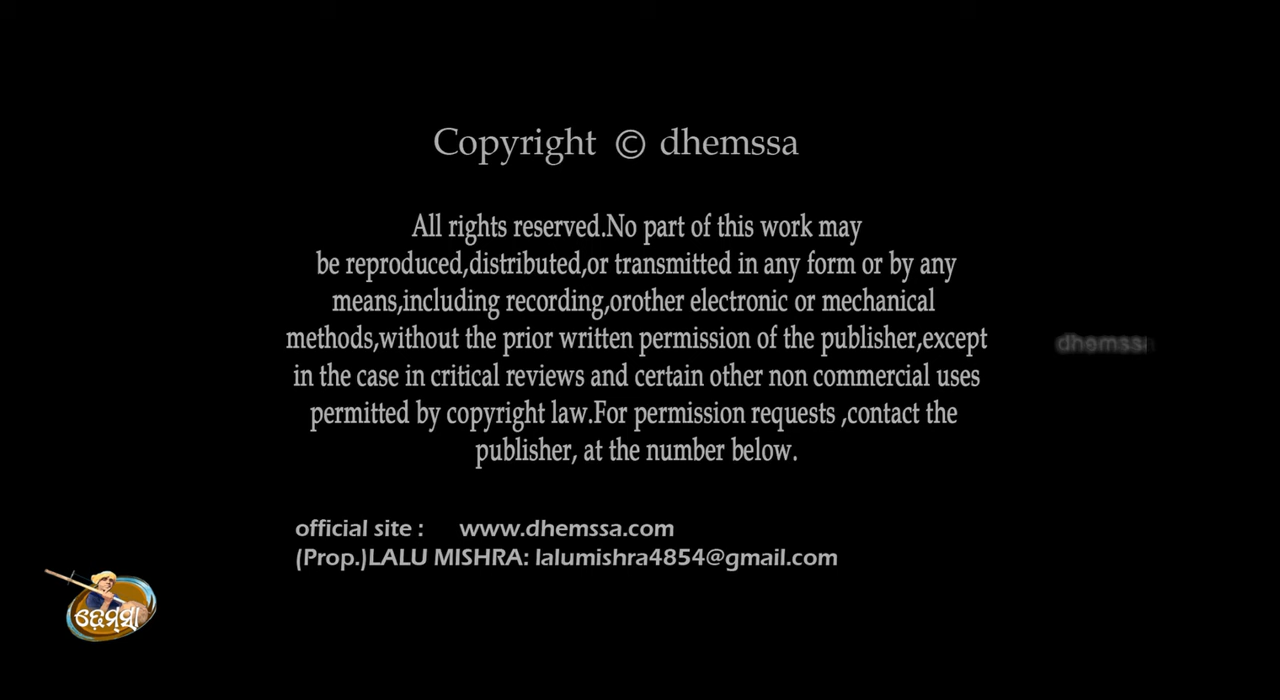 Copyright © dhemssa
All rights reserved.No part of this work may
be reproduced,distributed,or transmitted in any form or by any
means,including recording,orother electronic or mechanical
methods,without the prior written permission of the publisher,except
in the case in critical reviews and certain other non commercial uses
permitted by copyright law.For permission requests ,contact the
publisher, at the number below.
dhemssa
official site : www.dhemssa.com
(Prop.)LALU MISHRA: lalumishra4854@gmail.com
ଢେମ୍ସା